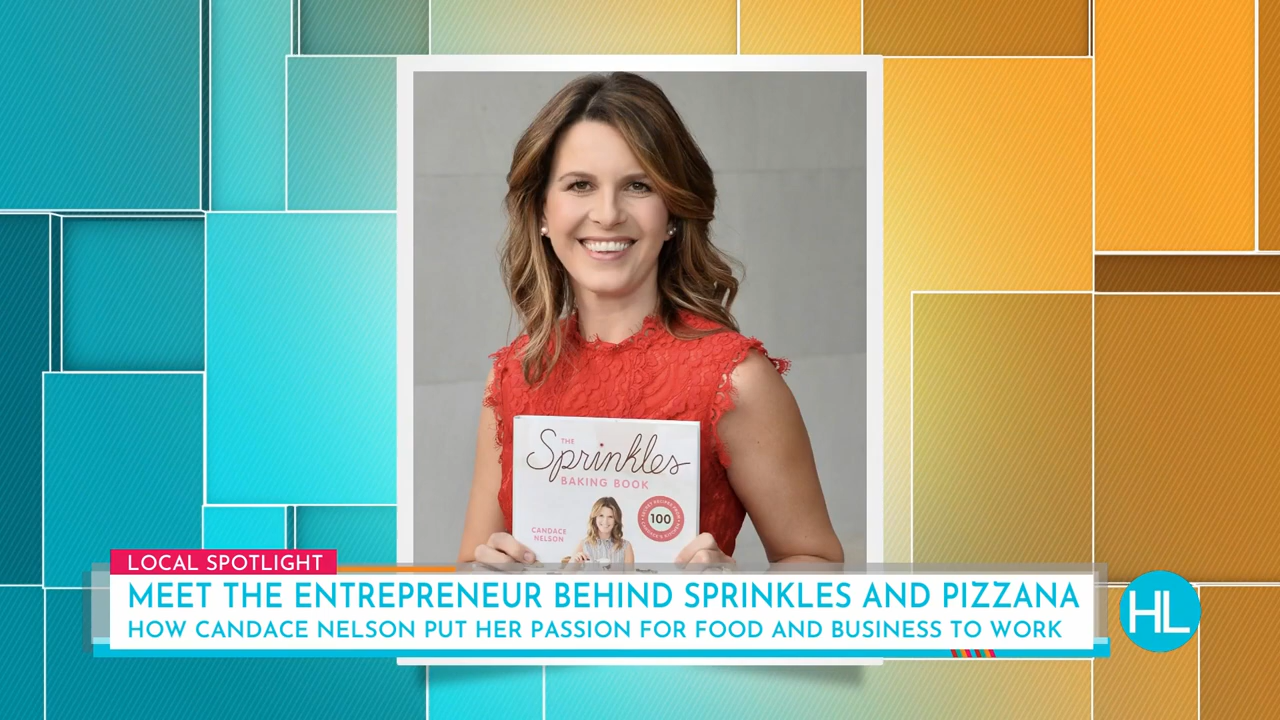 THE
Sprinkles
BAKING BOOK
CANDACE
NELSON
100
LOCAL SPOTLIGHT
MEET THE ENTREPRENEUR BEHIND SPRINKLES AND PIZZANA
HOW CANDACE NELSON PUT HER PASSION FOR FOOD AND BUSINESS TO WORK
HL